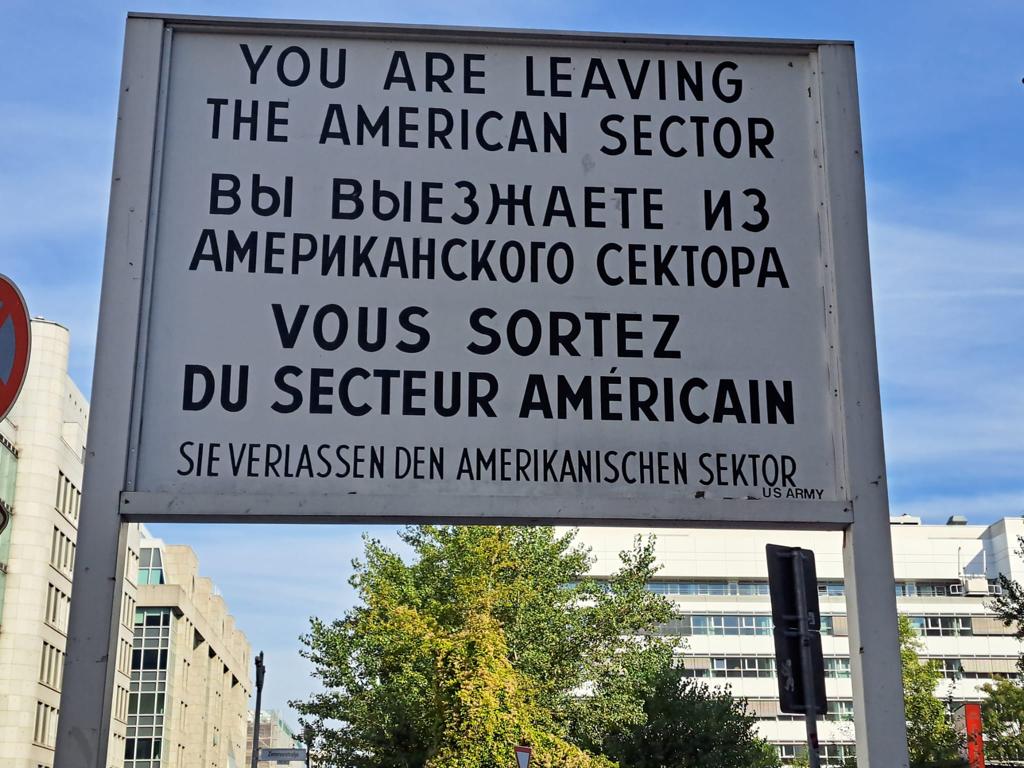 YOU ARE LEAVING
THE AMERICAN SECTOR
ВЫ ВЫЕЗЖАЕТЕ ИЗ
АМЕРИКАНСКОГО СЕКТОРА
VOUS SORTEZ
DU SECTEUR AMÉRICAIN
SIE VERLASSEN DEN AMERIKANISCHEN SEKTOR
US ARMY